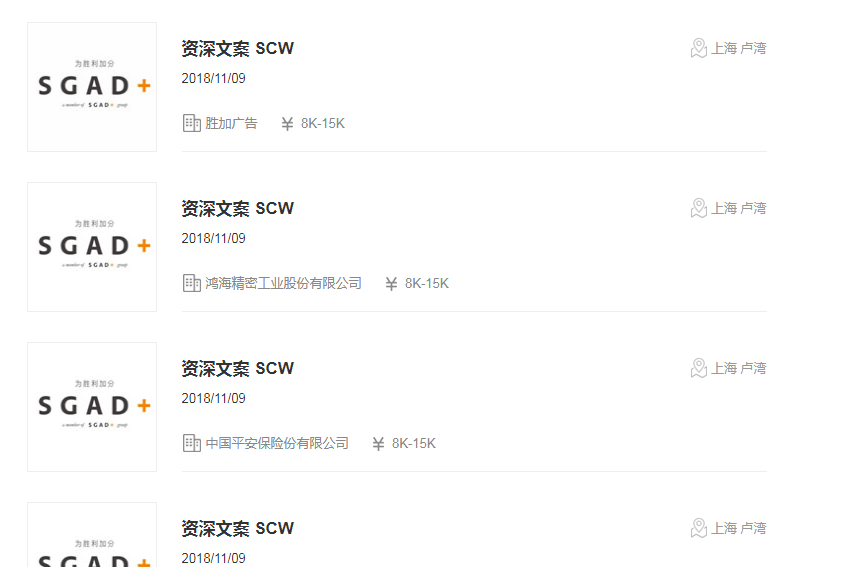 为胜利加分
SGAD+
a member of SGAD+ group
资深文案 SCW
上海 卢湾
2018/11/09
胜加广告 ¥ 8K-15K
为胜利加分
SGAD+
a member of SGAD+ group
资深文案 SCW
上海 卢湾
2018/11/09
鸿海精密工业股份有限公司 ¥ 8K-15K
为胜利加分
SGAD+
a member of SGAD+ group
资深文案 SCW
上海 卢湾
2018/11/09
中国平安保险份有限公司 ¥ 8K-15K
为胜利加分
SGAD+
资深文案 SCW
上海 卢湾
2018/11/09